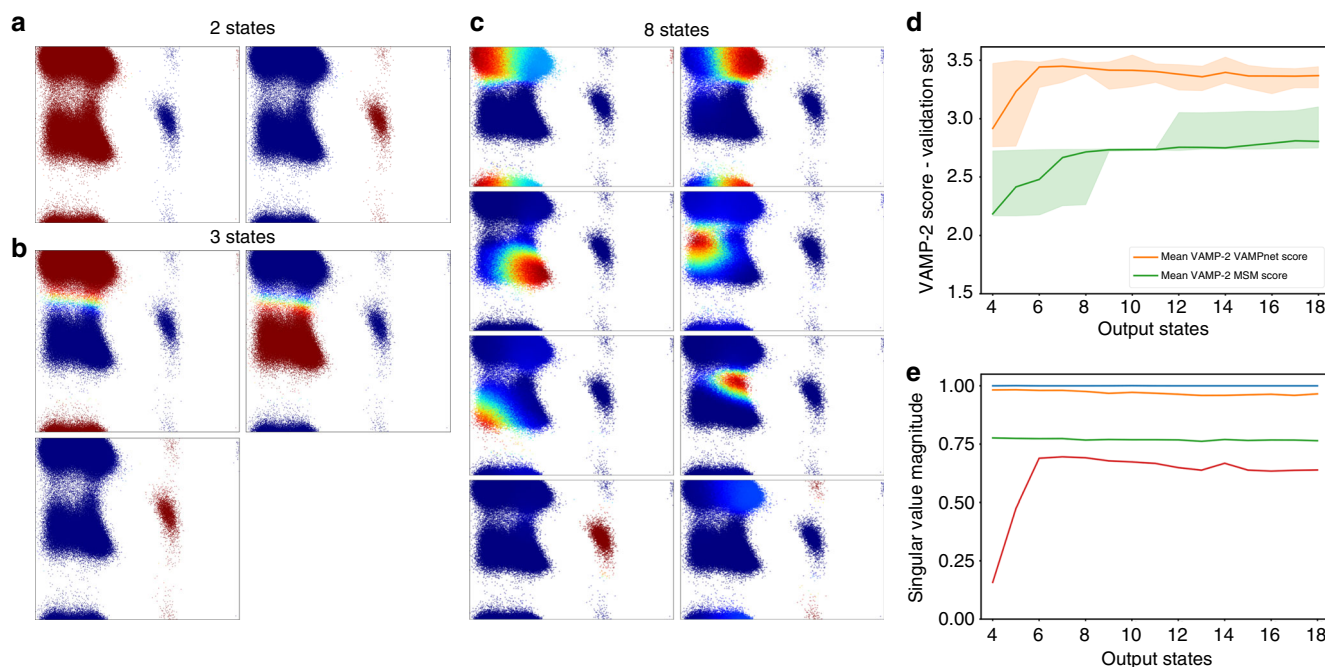 a
2 states
b
3 states
c
8 states
d
VAMP-2 score - validation set
3.5
3.0
2.5
2.0
1.5
Mean VAMP-2 VAMPnet score
Mean VAMP-2 MSM score
4 6 8 10 12 14 16 18
Output states
e
Singular value magnitude
1.00
0.75
0.50
0.25
0.00
4 6 8 10 12 14 16 18
Output states